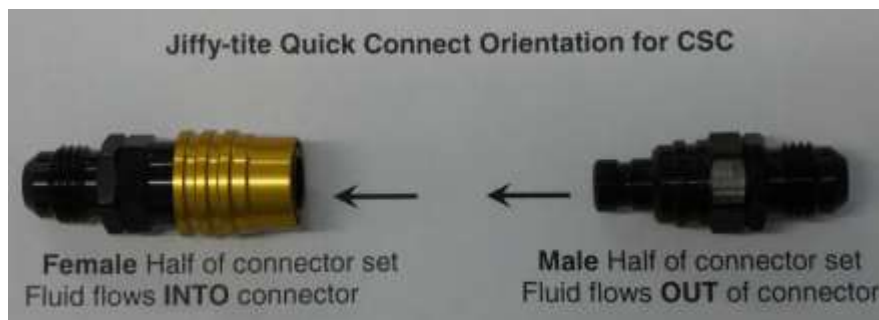 Jiffy-tite Quick Connect Orientation for CSC
Female Half of connector set
Fluid flows INTO connector
Male Half of connector set
Fluid flows OUT of connector